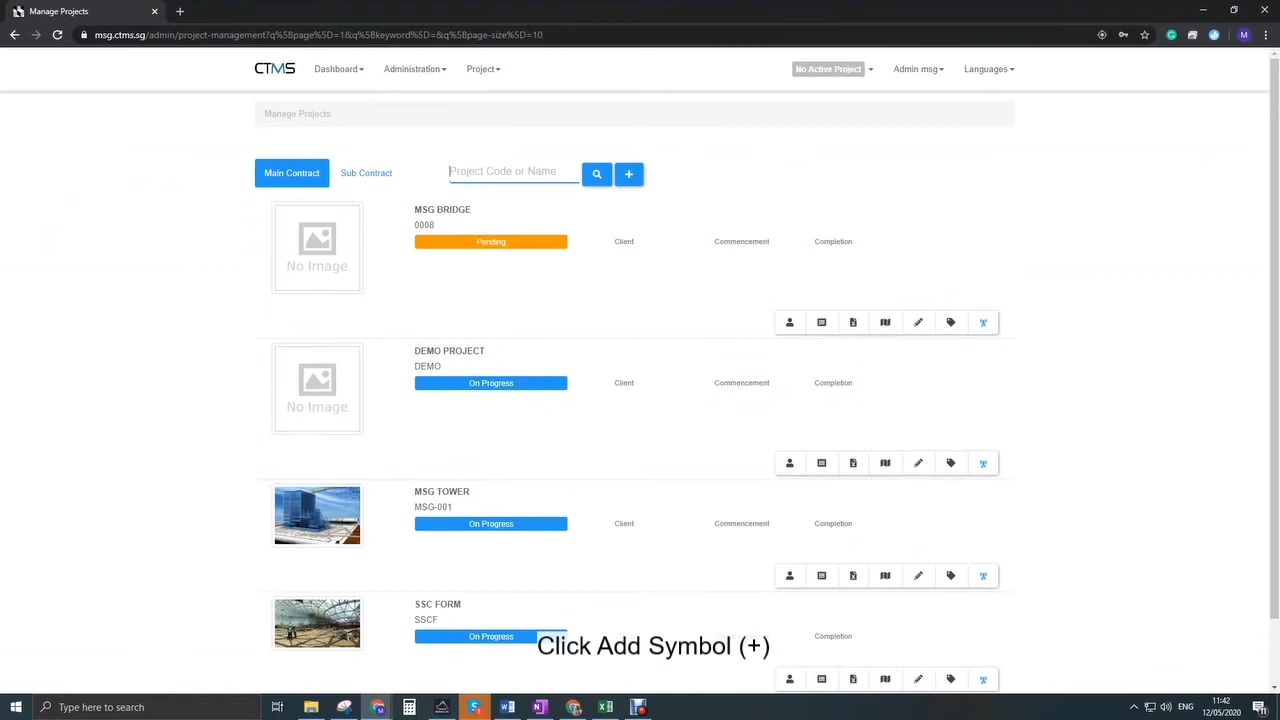 Manage Projects
msg.ctms.sg/admin/project-management?q%5Bpage%5D=1&q%5Bkeyword%5D=&q%5Bpage-size%5D=10
CTMS Dashboard Administration Project No Active Project Admin msg Languages
Manage Projects
Main Contract Sub Contract Project Code or Name
MSG BRIDGE
0008
Pending Client Commencement Completion
No Image
DEMO PROJECT
DEMO
On Progress Client Commencement Completion
No Image
MSG TOWER
MSG-001
On Progress Client Commencement Completion
SSC FORM
SSCF
On Progress Completion
Click Add Symbol (+)
Type here to search
ENG
11:42
12/05/2020